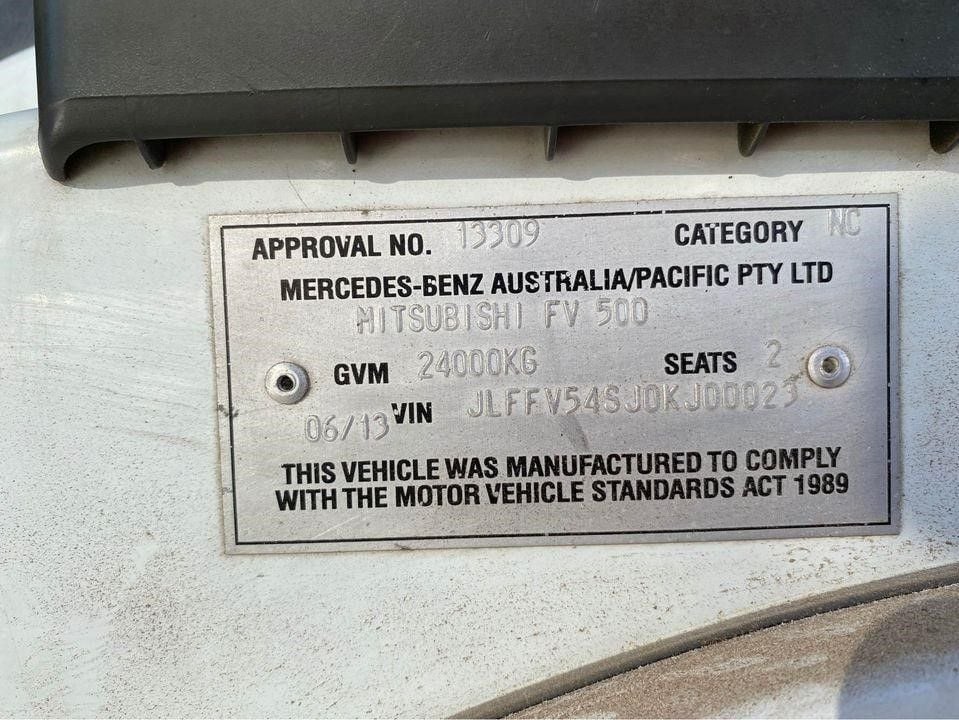 APPROVAL NO. 13309 CATEGORY NC
MERCEDES-BENZ AUSTRALIA/PACIFIC PTY LTD
MITSUBISHI FV 500
GVM 24000KG SEATS 2
06/13 VIN JLFFV54SJ0KJ00023
THIS VEHICLE WAS MANUFACTURED TO COMPLY
WITH THE MOTOR VEHICLE STANDARDS ACT 1989